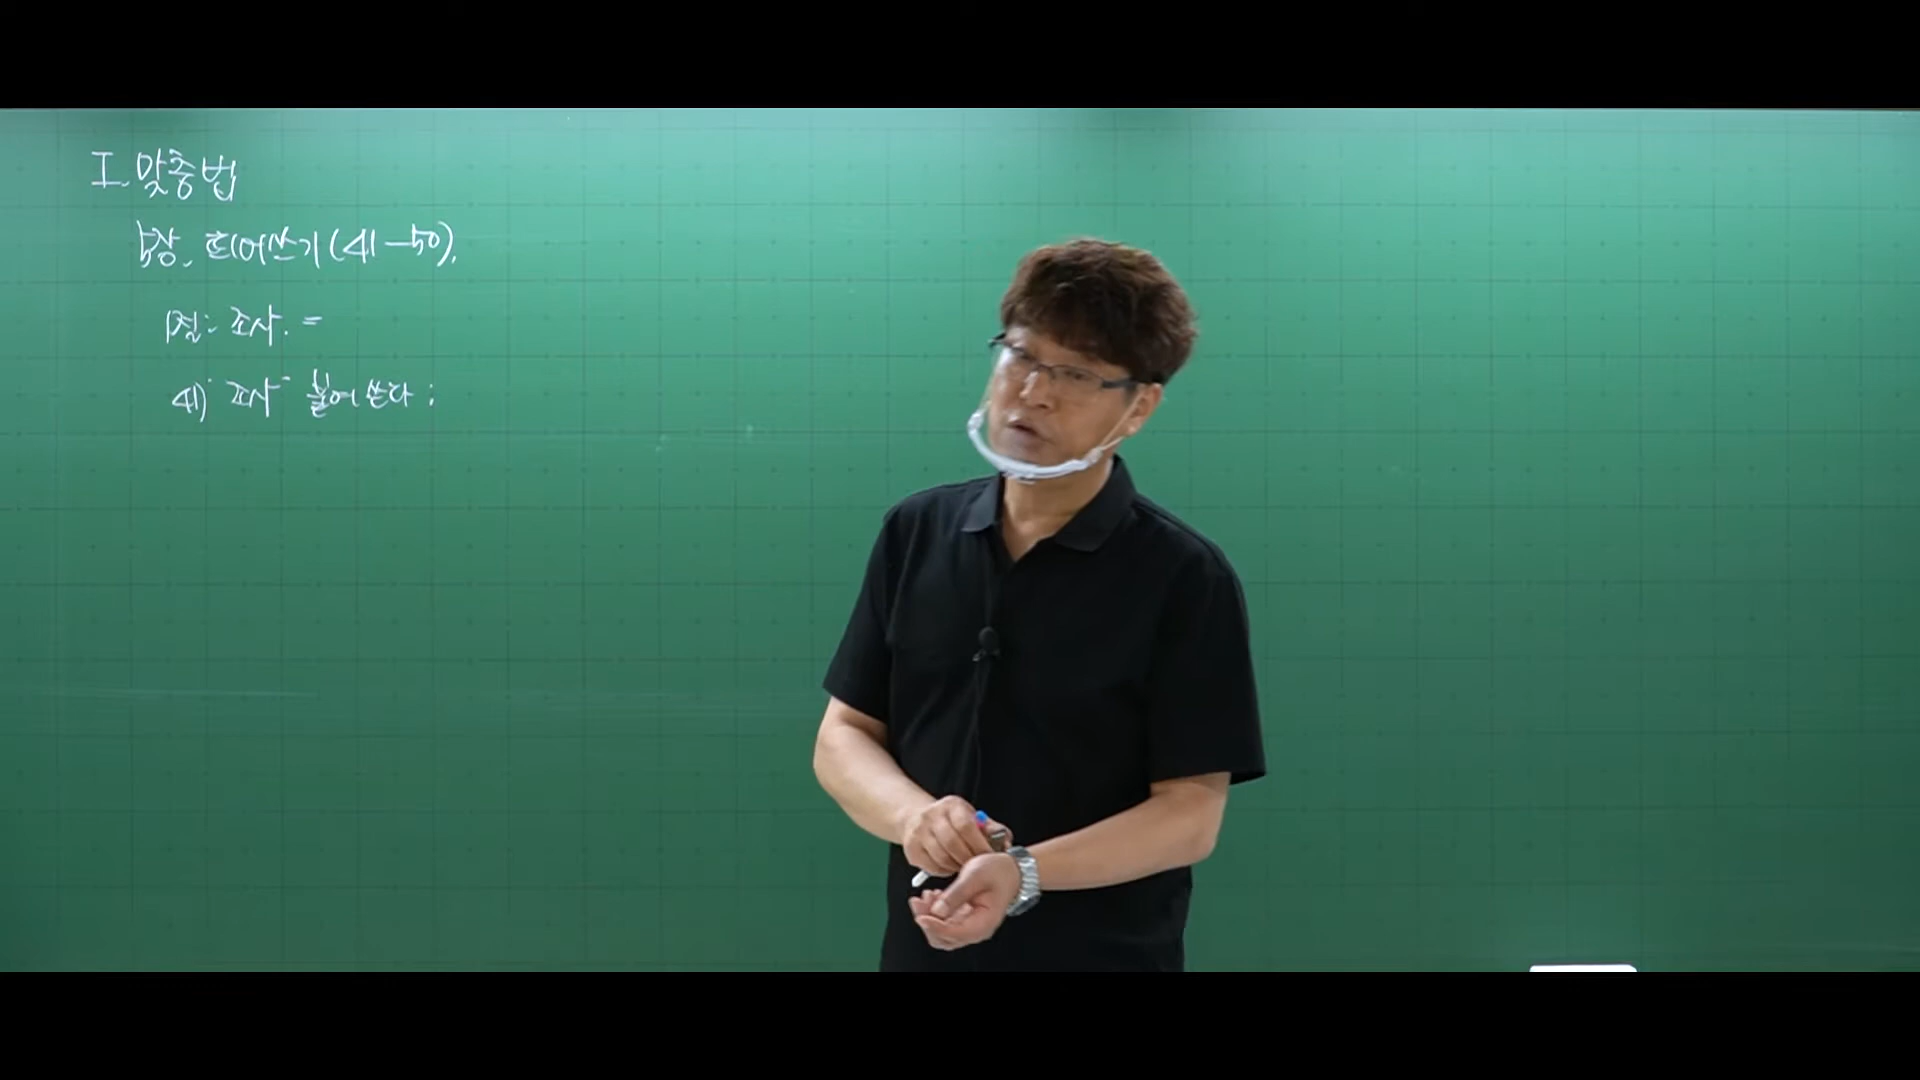 I. 맞춤법
5장. 띄어쓰기(41-50).
1절: 조사. =
41) 조사- 붙여 쓴다: